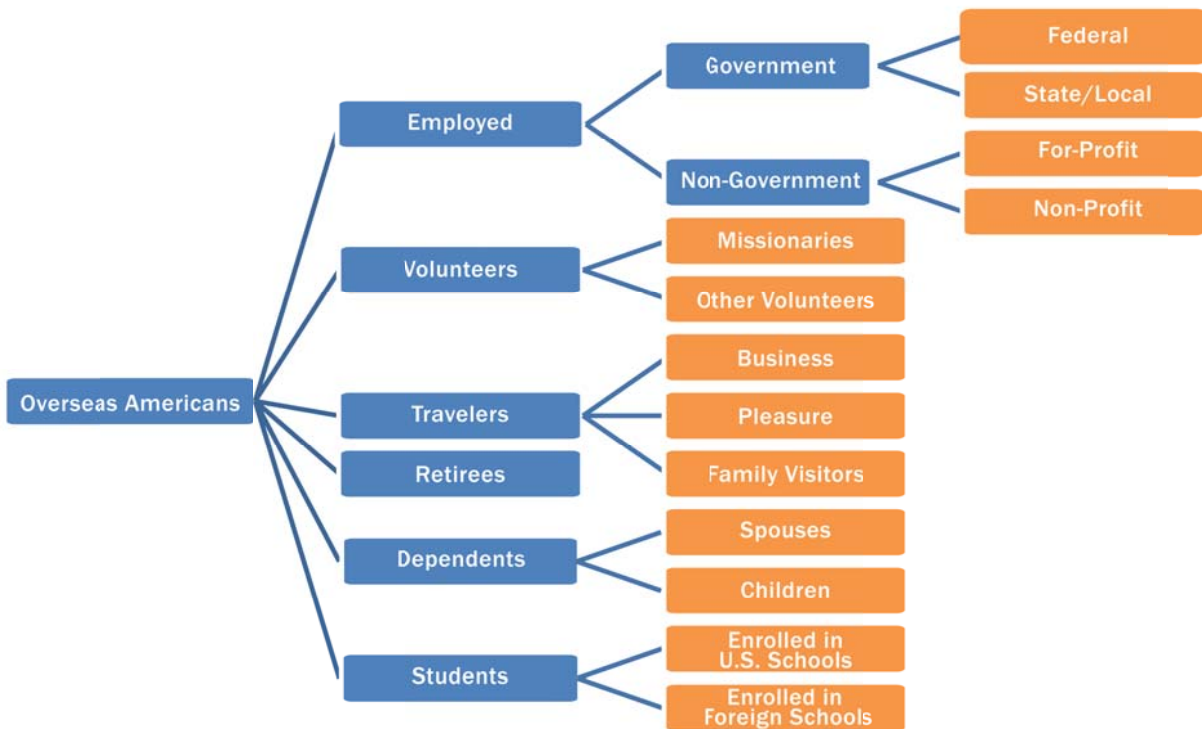 Overseas Americans
Employed
Government
Federal
State/Local
Non-Government
For-Profit
Non-Profit
Volunteers
Missionaries
Other Volunteers
Travelers
Business
Pleasure
Family Visitors
Retirees
Dependents
Spouses
Children
Students
Enrolled in
U.S. Schools
Enrolled in
Foreign Schools